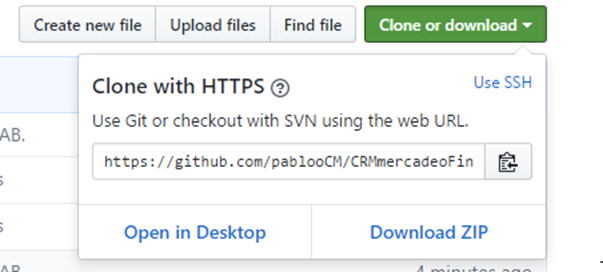 Create new file Upload files Find file Clone or download
Clone with HTTPS Use SSH
Use Git or checkout with SVN using the web URL.
AB.
s
https://github.com/pablooCM/CRMmercadeoFin
s
Open in Desktop Download ZIP
AB
4 minutes ago